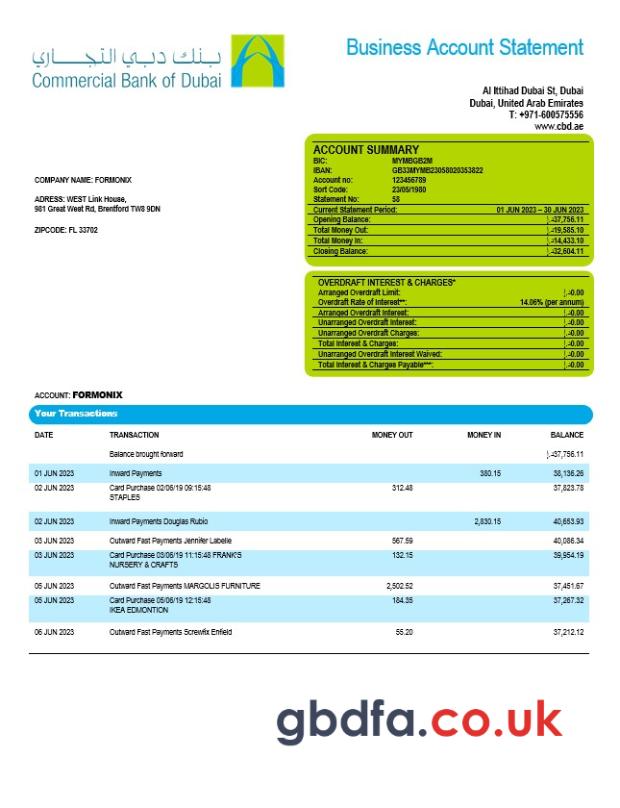 بنك دبي التجاري
Commercial Bank of Dubai
Business Account Statement
Al Ittihad Dubai St, Dubai
Dubai, United Arab Emirates
T: +971-600575556
www.cbd.ae
COMPANY NAME: FORMONIX
ADRESS: WEST Link House,
981 Great West Rd, Brentford TW8 9DN
ZIPCODE: FL 33702
ACCOUNT SUMMARY
BIC: MYMBGB2M
IBAN: GB33MYMB23058020353822
Account no: 123456789
Sort Code: 23/05/1980
Statement No: 58
Current Statement Period: 01 JUN 2023 – 30 JUN 2023
Opening Balance: 37,756.11
Total Money Out: 19,585.10
Total Money In: 14,433.10
Closing Balance: 32,604.11
OVERDRAFT INTEREST & CHARGES*
Arranged Overdraft Limit: 0.00
Overdraft Rate of Interest**: 14.06% (per annum)
Arranged Overdraft Interest: 0.00
Unarranged Overdraft Interest: 0.00
Unarranged Overdraft Charges: 0.00
Total Interest & Charges: 0.00
Unarranged Overdraft Interest Waived: 0.00
Total Interest & Charges Payable***: 0.00
ACCOUNT: FORMONIX
Your Transactions
DATE TRANSACTION MONEY OUT MONEY IN BALANCE
Balance brought forward 37,756.11
01 JUN 2023 Inward Payments 380.15 38,136.26
02 JUN 2023 Card Purchase 02/06/19 09:15:48 312.48 37,823.78
STAPLES
02 JUN 2023 Inward Payments Douglas Rubio 2,830.15 40,653.93
03 JUN 2023 Outward Fast Payments Jennifer Labelle 567.59 40,086.34
03 JUN 2023 Card Purchase 03/06/19 11:15:48 FRANK'S 132.15 39,954.19
NURSERY & CRAFTS
05 JUN 2023 Outward Fast Payments MARGOLIS FURNITURE 2,502.52 37,451.67
05 JUN 2023 Card Purchase 05/06/19 12:15:48 184.35 37,267.32
IKEA EDMONTION
06 JUN 2023 Outward Fast Payments Screwfix Enfield 55.20 37,212.12
gbdfa.co.uk